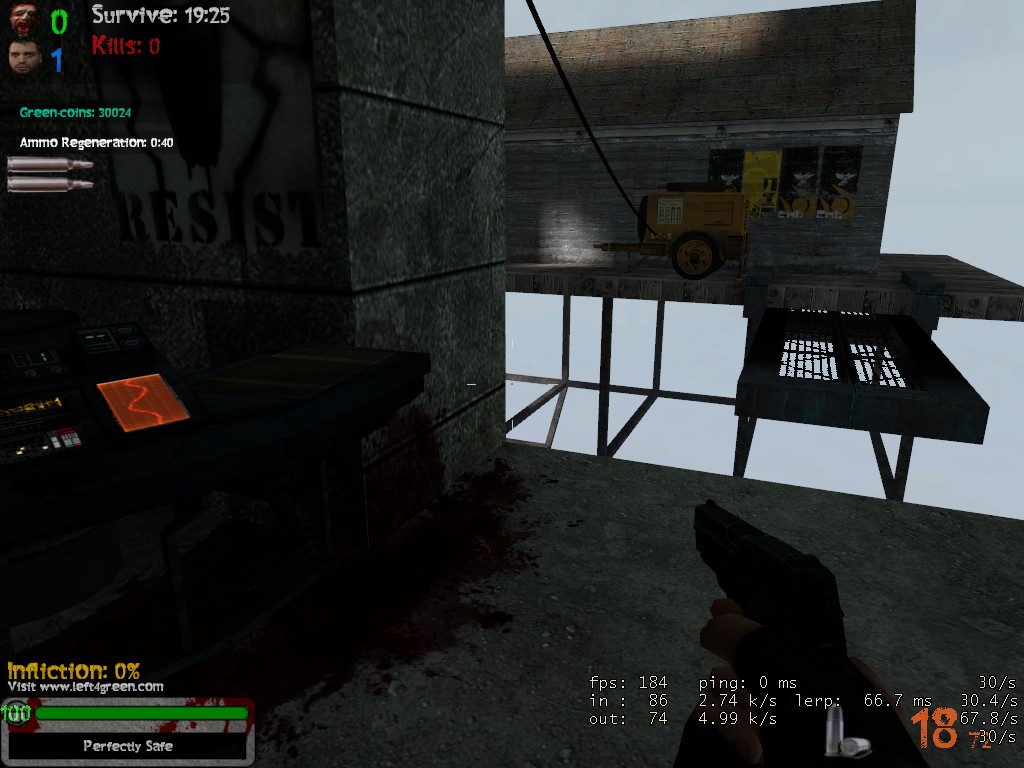 0
Survive: 19:25
1
Kills: 0
Green-coins: 30024
Ammo Regeneration: 0:40
RESIST
Infliction: 0%
Visit www.left4green.com
100
Perfectly Safe
fps: 184 ping: 0 ms 30/s
in : 86 2.74 k/s lerp: 66.7 ms 30.4/s
out: 74 4.99 k/s 67.8/s
18 72 30/s